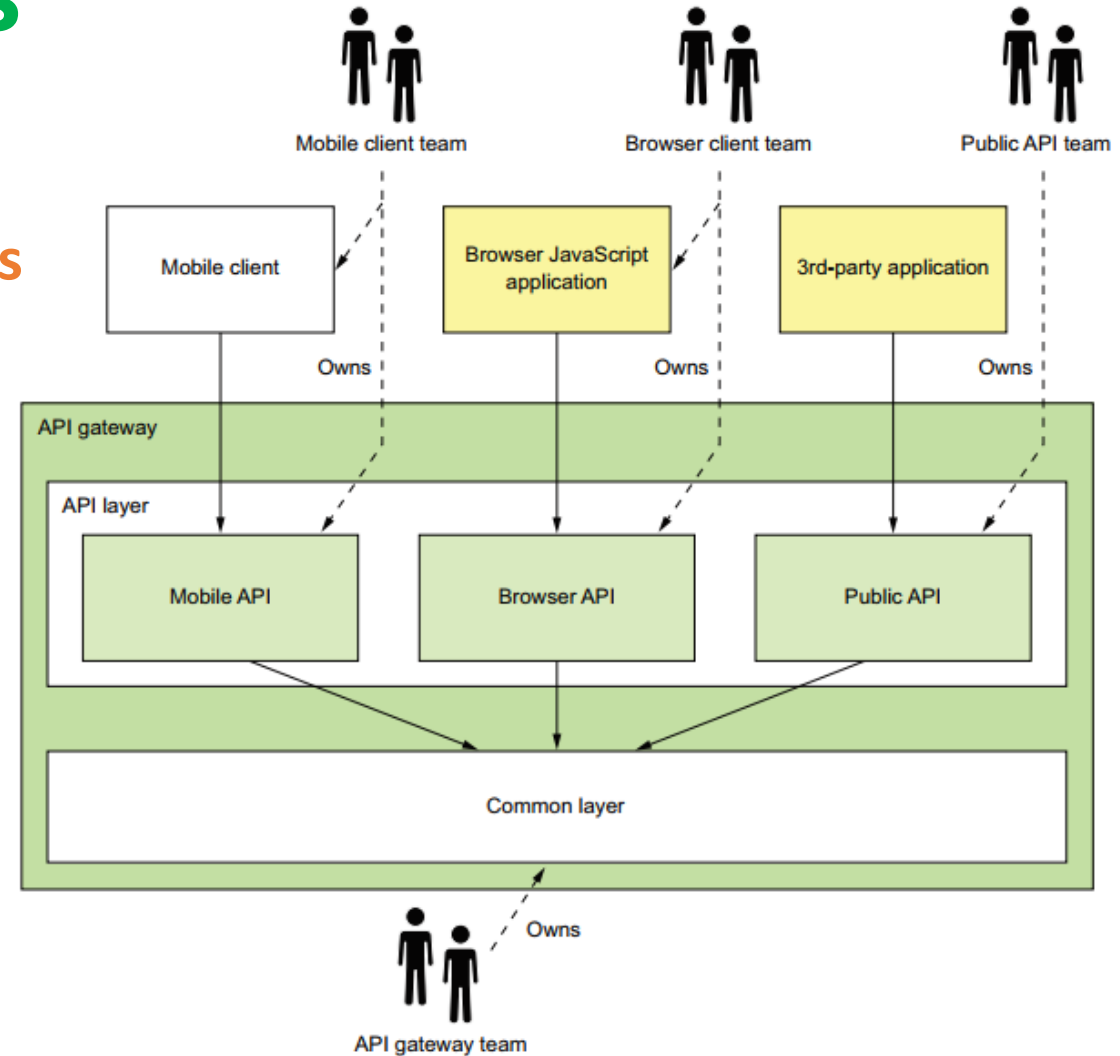 s
Mobile client team
Browser client team
Public API team
s
Mobile client
Browser JavaScript
application
3rd-party application
Owns
Owns
Owns
API gateway
API layer
Mobile API
Browser API
Public API
Common layer
Owns
API gateway team